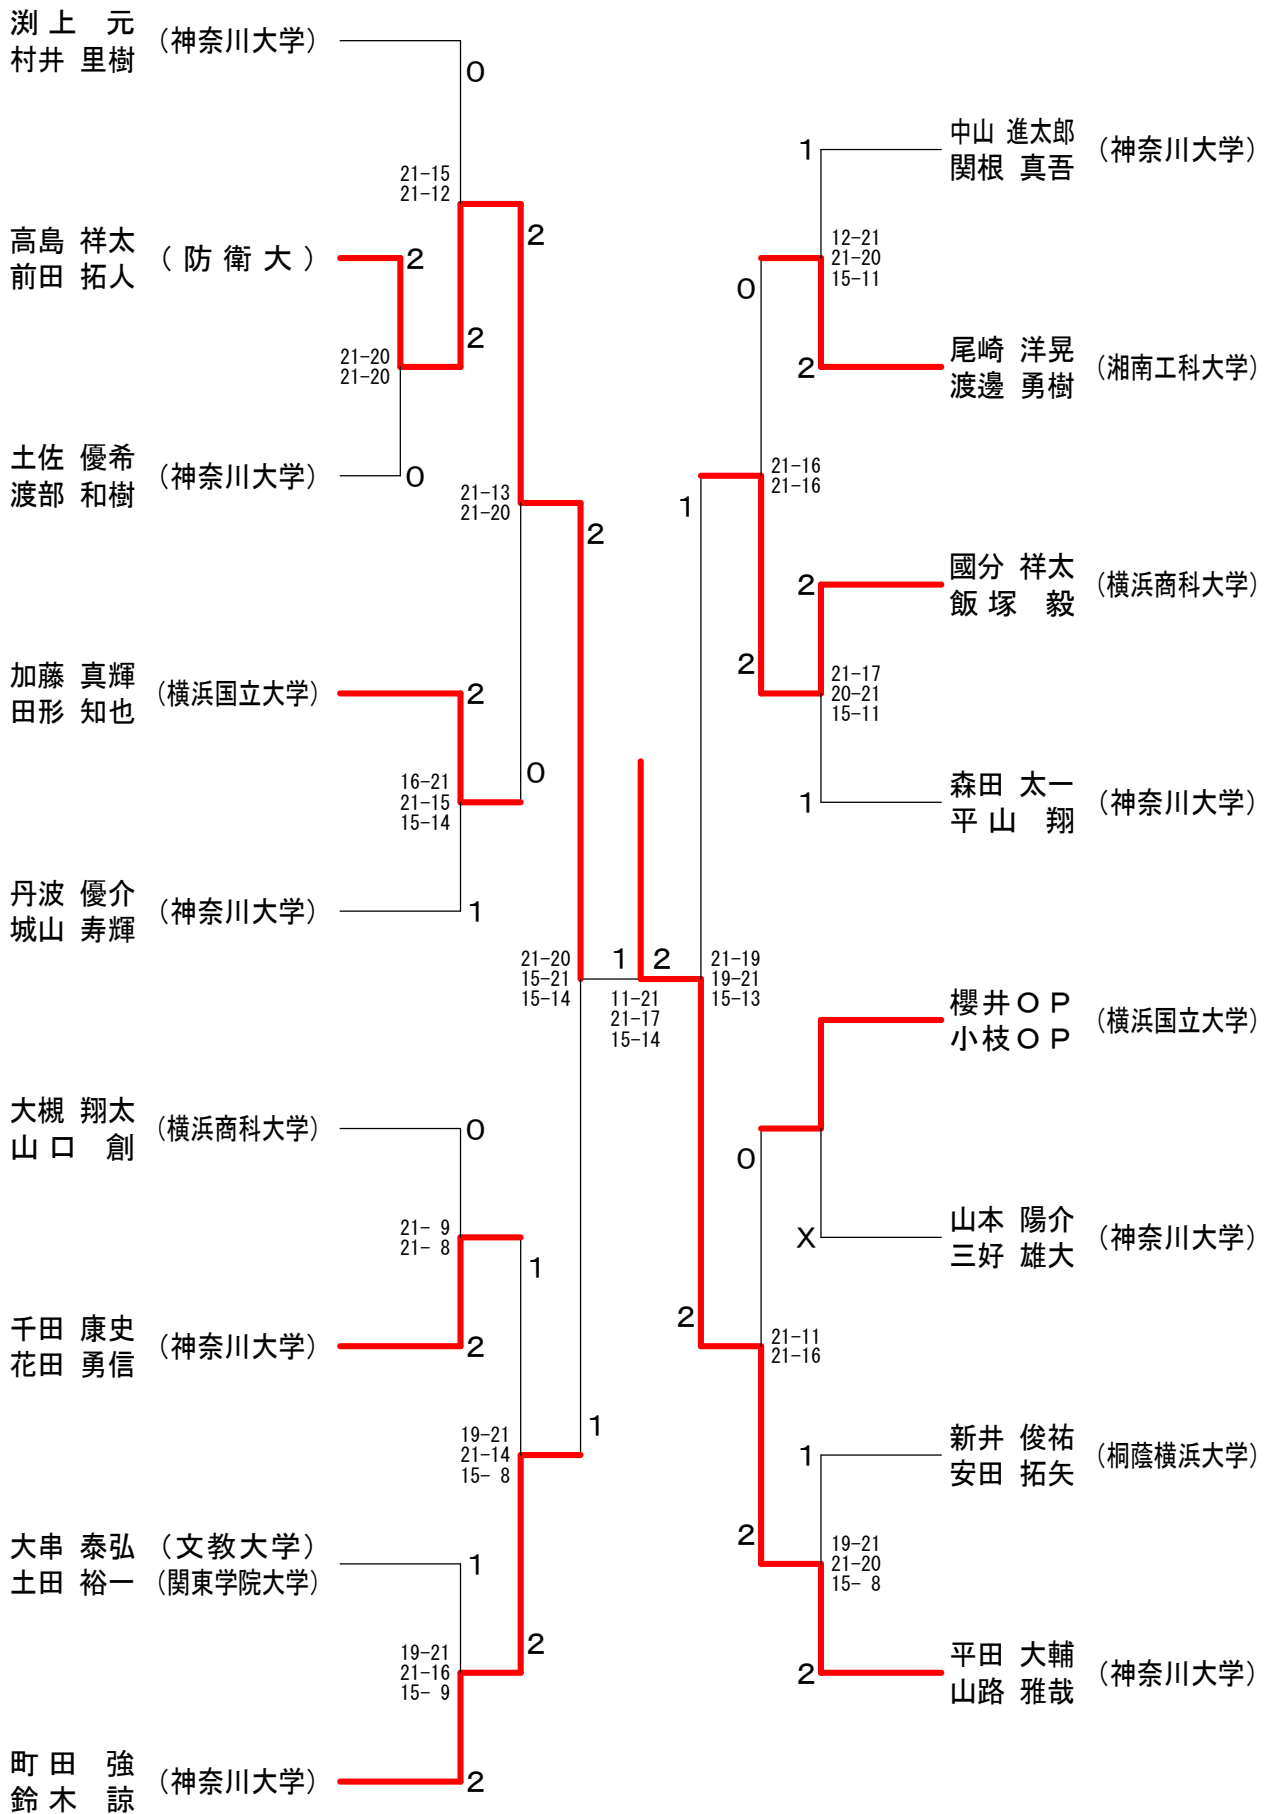 渕上 元 (神奈川大学)
村井 里樹
0
21-15
21-12
2
高島 祥太 (防衛大)
前田 拓人
2
2
21-20
21-20
土佐 優希 (神奈川大学)
渡部 和樹
0
21-13
21-20
2
加藤 真輝 (横浜国立大学)
田形 知也
2
16-21
21-15
15-14
0
丹波 優介 (神奈川大学)
城山 寿輝
1
21-20
15-21
15-14
1
2
11-21
21-17
15-14
大槻 翔太 (横浜商科大学)
山口 創
0
21- 9
21- 8
1
千田 康史 (神奈川大学)
花田 勇信
2
19-21
21-14
15- 8
1
大串 泰弘 (文教大学)
土田 裕一 (関東学院大学)
1
19-21
21-16
15- 9
2
町田 強 (神奈川大学)
鈴木 諒
2
1
中山 進太郎 (神奈川大学)
関根 真吾
12-21
21-20
15-11
0
2
尾崎 洋晃 (湘南工科大学)
渡邊 勇樹
21-16
21-16
1
2
國分 祥太 (横浜商科大学)
飯塚 毅
2
21-17
20-21
15-11
1
森田 太一 (神奈川大学)
平山 翔
21-19
19-21
15-13
櫻井OP (横浜国立大学)
小枝OP
0
X
山本 陽介 (神奈川大学)
三好 雄大
2
21-11
21-16
1
新井 俊祐 (桐蔭横浜大学)
安田 拓矢
2
19-21
21-20
15- 8
2
平田 大輔 (神奈川大学)
山路 雅哉